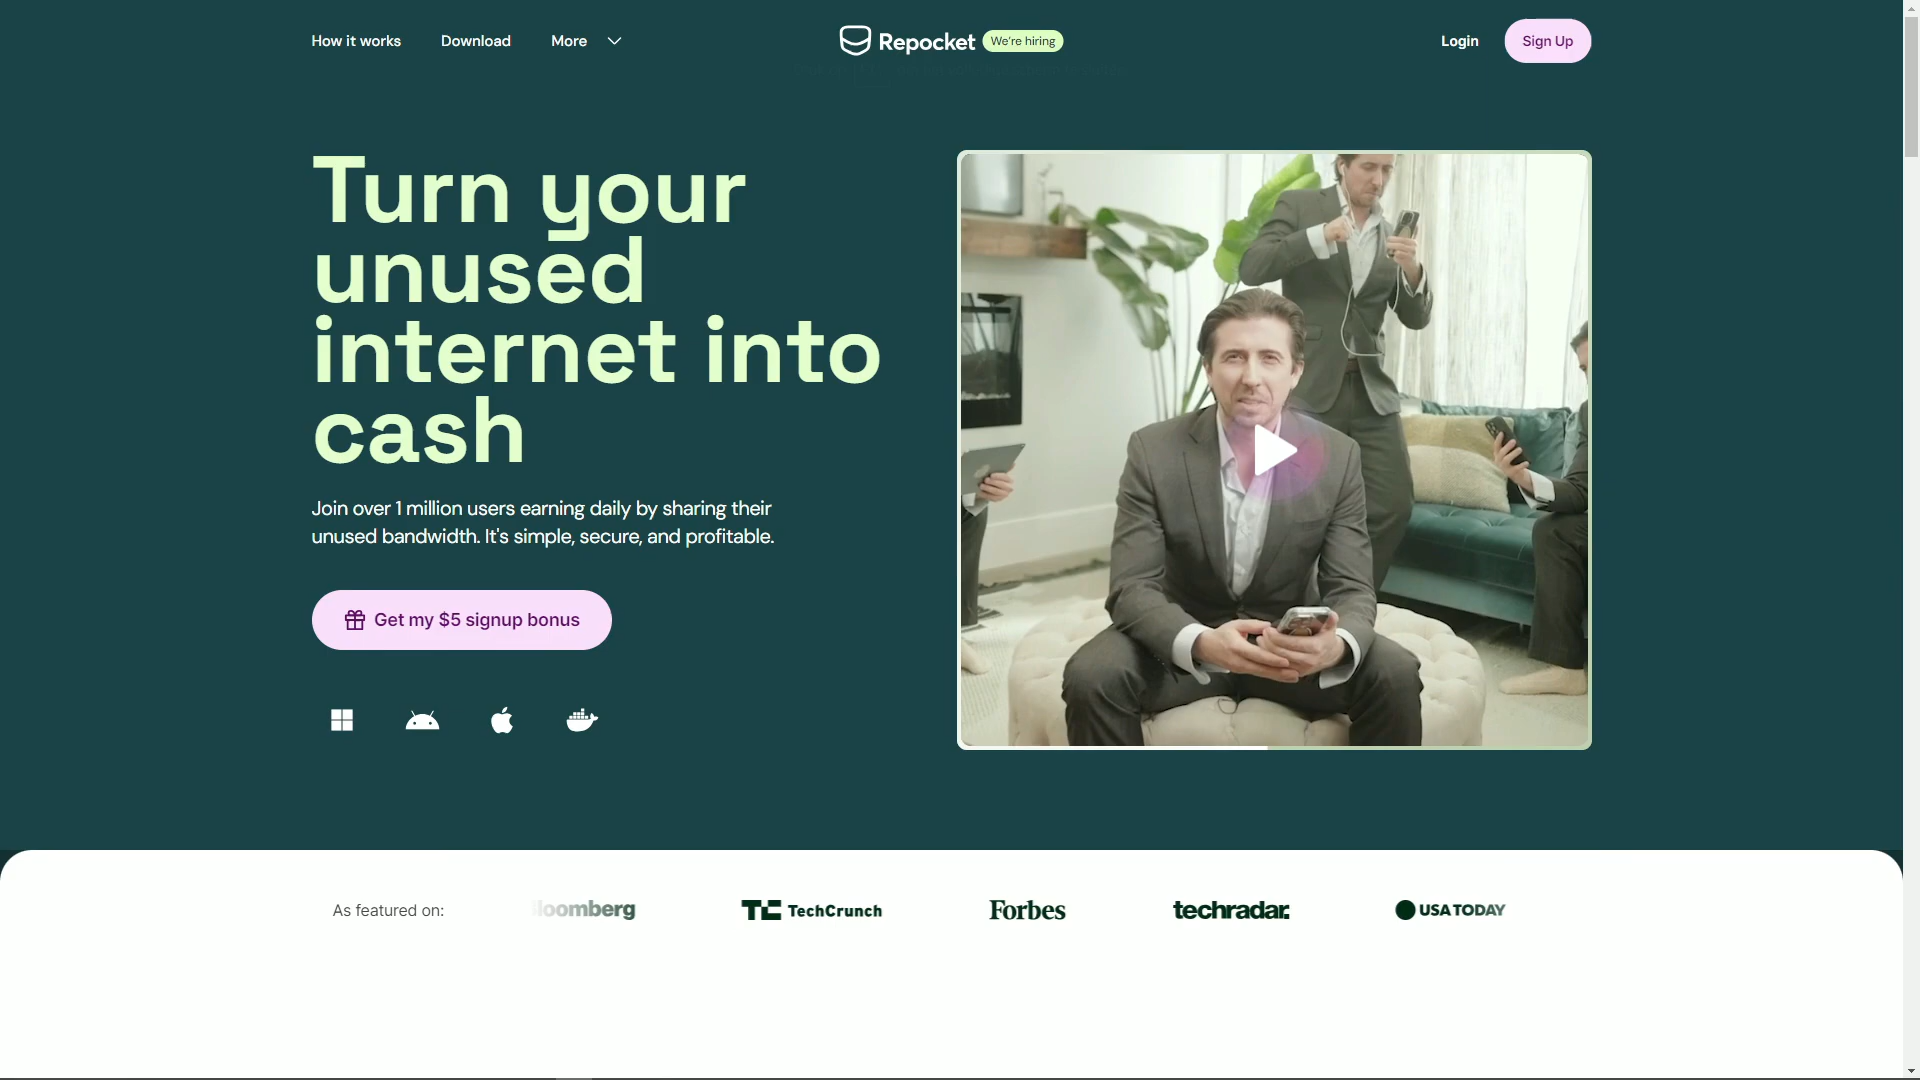 How it works
Download
More
Repocket
We're hiring
Login
Sign Up
Turn your
unused
internet into
cash
Join over 1 million users earning daily by sharing their
unused bandwidth. It's simple, secure, and profitable.
Get my $5 signup bonus
As featured on:
loomberg
TC TechCrunch
Forbes
techradar.
USA TODAY